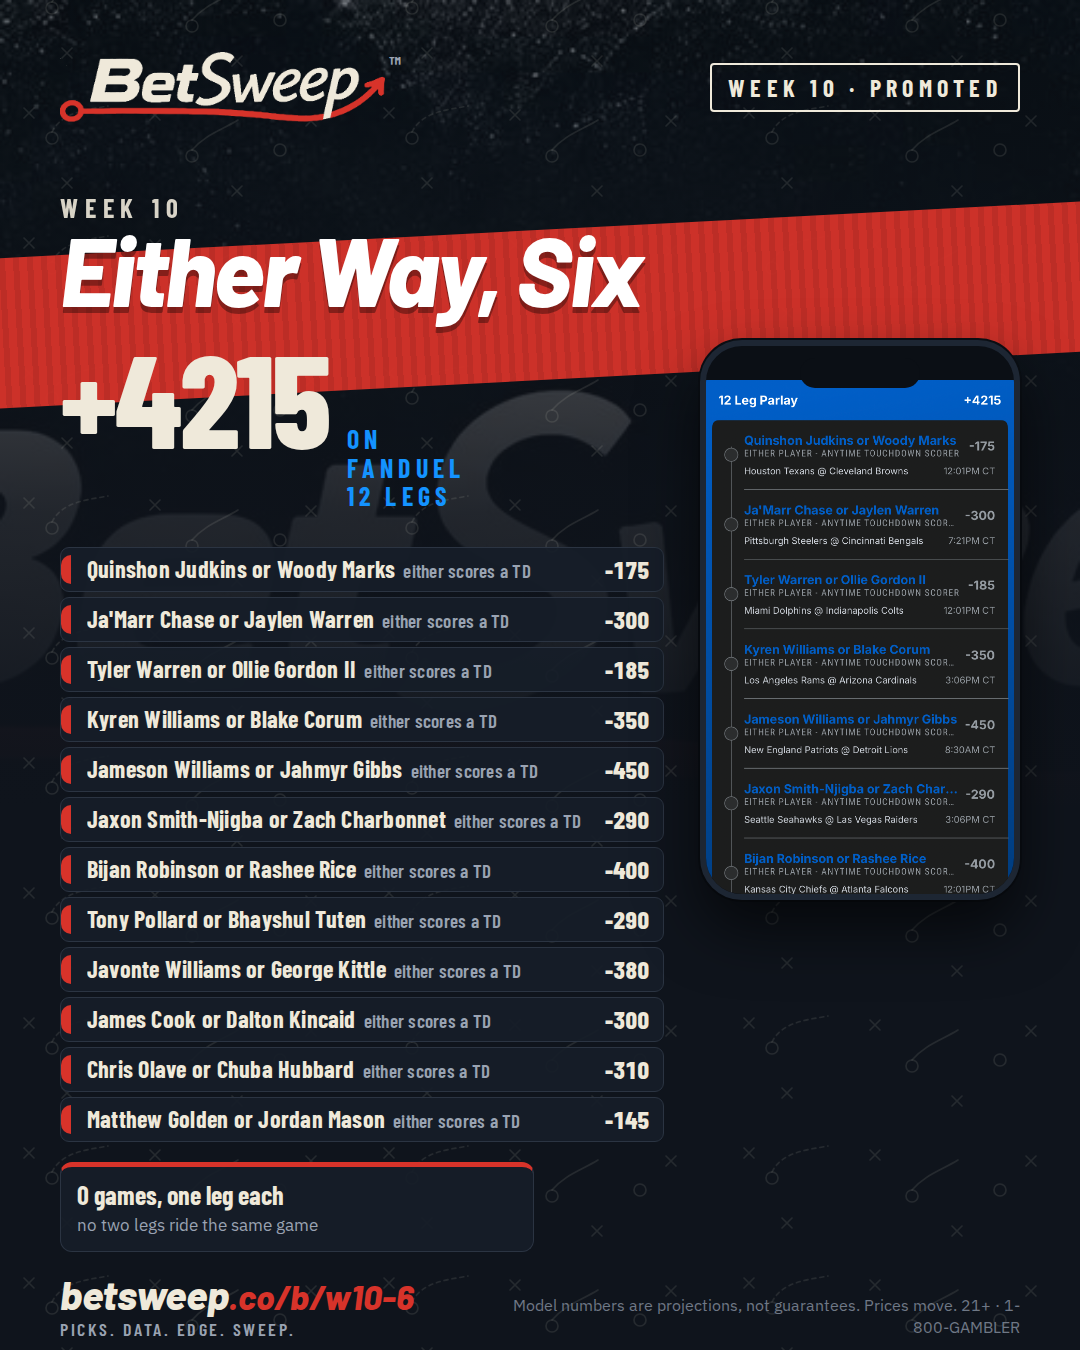 BetSweep™
WEEK 10 · PROMOTED
WEEK 10
Either Way, Six
+4215
ON
FANDUEL
12 LEGS
Quinshon Judkins or Woody Marks either scores a TD -175
Ja'Marr Chase or Jaylen Warren either scores a TD -300
Tyler Warren or Ollie Gordon II either scores a TD -185
Kyren Williams or Blake Corum either scores a TD -350
Jameson Williams or Jahmyr Gibbs either scores a TD -450
Jaxon Smith-Njigba or Zach Charbonnet either scores a TD -290
Bijan Robinson or Rashee Rice either scores a TD -400
Tony Pollard or Bhayshul Tuten either scores a TD -290
Javonte Williams or George Kittle either scores a TD -380
James Cook or Dalton Kincaid either scores a TD -300
Chris Olave or Chuba Hubbard either scores a TD -310
Matthew Golden or Jordan Mason either scores a TD -145
12 Leg Parlay +4215
Quinshon Judkins or Woody Marks -175
EITHER PLAYER · ANYTIME TOUCHDOWN SCORER
Houston Texans @ Cleveland Browns 12:01PM CT
Ja'Marr Chase or Jaylen Warren -300
EITHER PLAYER · ANYTIME TOUCHDOWN SCOR...
Pittsburgh Steelers @ Cincinnati Bengals 7:21PM CT
Tyler Warren or Ollie Gordon II -185
EITHER PLAYER · ANYTIME TOUCHDOWN SCORER
Miami Dolphins @ Indianapolis Colts 12:01PM CT
Kyren Williams or Blake Corum -350
EITHER PLAYER · ANYTIME TOUCHDOWN SCOR...
Los Angeles Rams @ Arizona Cardinals 3:06PM CT
Jameson Williams or Jahmyr Gibbs -450
EITHER PLAYER · ANYTIME TOUCHDOWN SCOR...
New England Patriots @ Detroit Lions 8:30AM CT
Jaxon Smith-Njigba or Zach Char... -290
EITHER PLAYER · ANYTIME TOUCHDOWN SCOR...
Seattle Seahawks @ Las Vegas Raiders 3:06PM CT
Bijan Robinson or Rashee Rice -400
EITHER PLAYER · ANYTIME TOUCHDOWN SCOR...
Kansas City Chiefs @ Atlanta Falcons 12:01PM CT
0 games, one leg each
no two legs ride the same game
betsweep.co/b/w10-6
PICKS. DATA. EDGE. SWEEP.
Model numbers are projections, not guarantees. Prices move. 21+ · 1-
800-GAMBLER